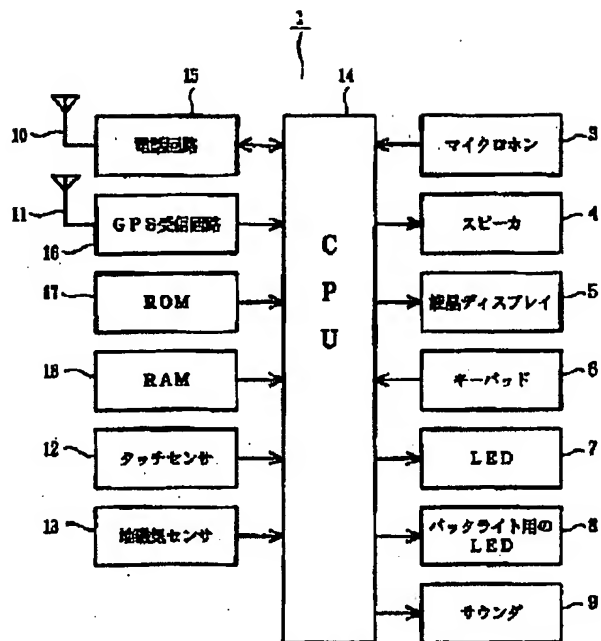 1
15
14
10
電話回路
マイクロホン
3
11
GPS受信回路
16
スピーカ
4
CPU
17
ROM
液晶ディスプレイ
5
18
RAM
キーパッド
6
12
タッチセンサ
LED
7
13
地磁気センサ
バックライト用の
LED
8
サウンダ
9